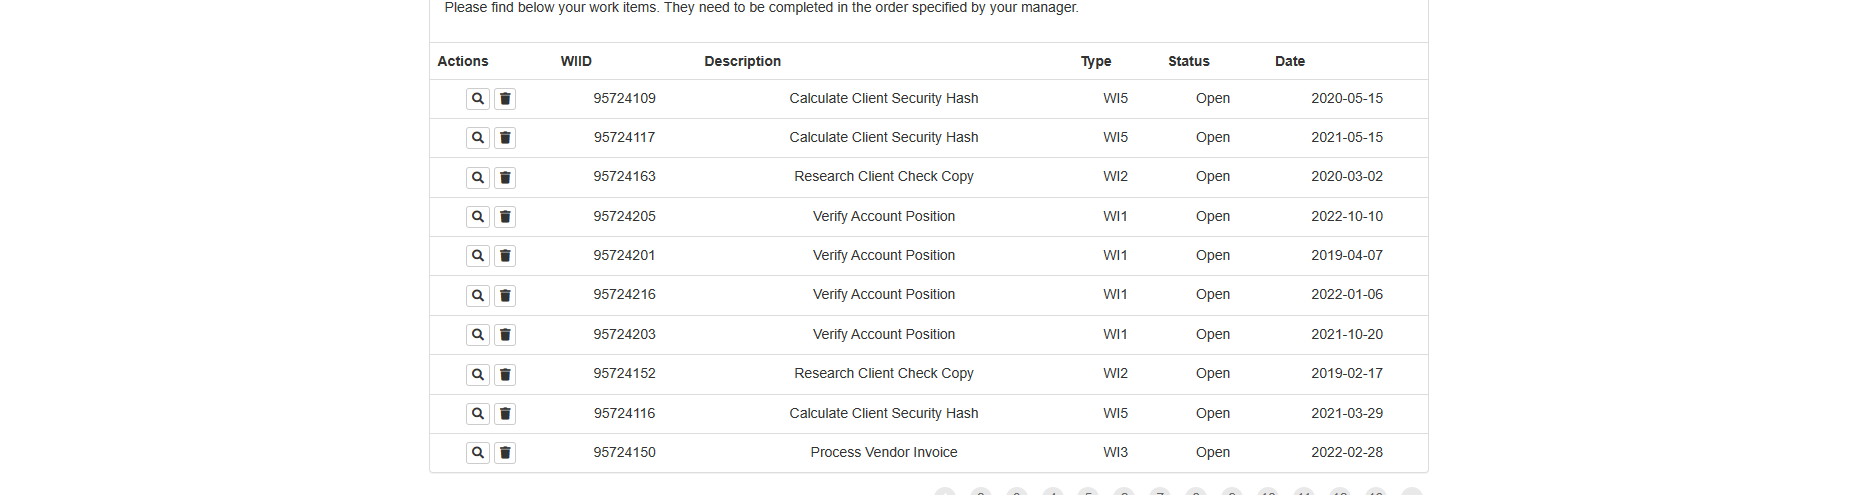 Please find below your work items. They need to be completed in the order specified by your manager.
Actions WIID Description Type Status Date
95724109 Calculate Client Security Hash WI5 Open 2020-05-15
95724117 Calculate Client Security Hash WI5 Open 2021-05-15
95724163 Research Client Check Copy WI2 Open 2020-03-02
95724205 Verify Account Position WI1 Open 2022-10-10
95724201 Verify Account Position WI1 Open 2019-04-07
95724216 Verify Account Position WI1 Open 2022-01-06
95724203 Verify Account Position WI1 Open 2021-10-20
95724152 Research Client Check Copy WI2 Open 2019-02-17
95724116 Calculate Client Security Hash WI5 Open 2021-03-29
95724150 Process Vendor Invoice WI3 Open 2022-02-28